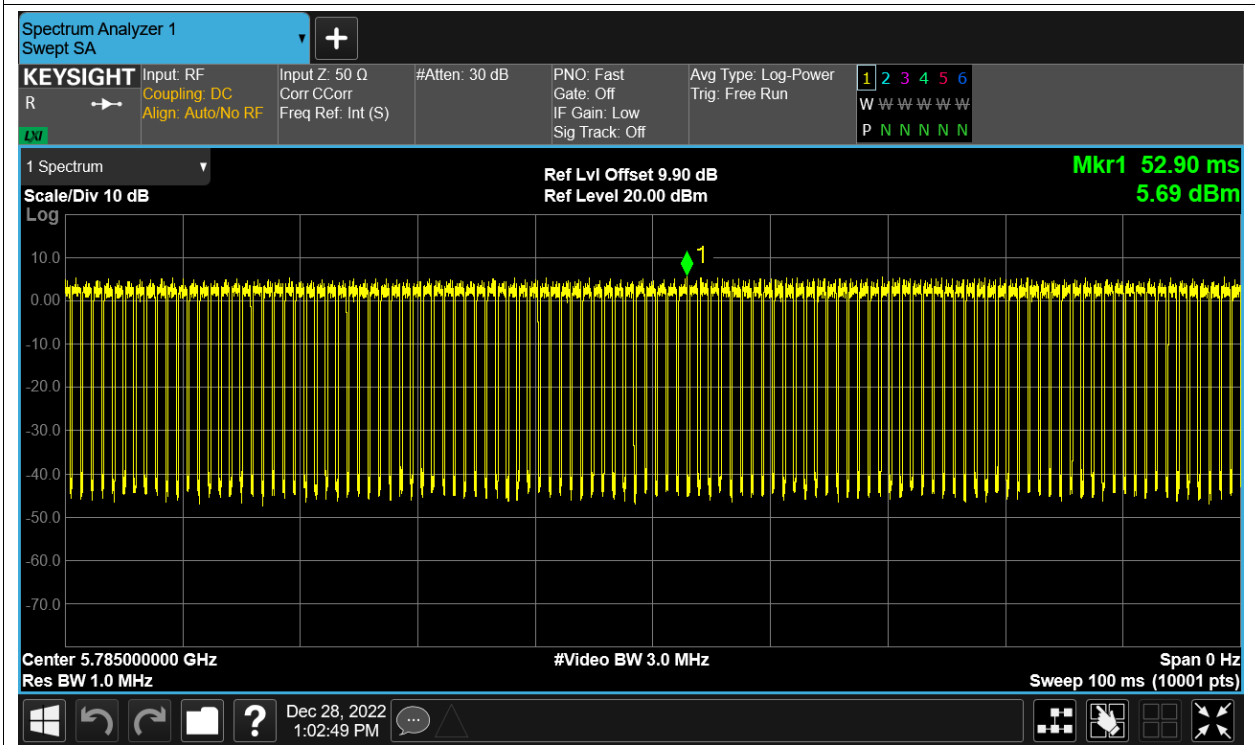 Spectrum Analyzer 1
Swept SA
KEYSIGHT
R
LXI
Input: RF
Coupling: DC
Align: Auto/No RF
Input Z: 50 Ω
Corr CCorr
Freq Ref: Int (S)
#Atten: 30 dB
PNO: Fast
Gate: Off
IF Gain: Low
Sig Track: Off
Avg Type: Log-Power
Trig: Free Run
1 2 3 4 5 6
W W W W W W
P N N N N N
1 Spectrum
Scale/Div 10 dB
Ref Lvl Offset 9.90 dB
Ref Level 20.00 dBm
Mkr1 52.90 ms
5.69 dBm
Log
1
10.0
0.00
-10.0
-20.0
-30.0
-40.0
-50.0
-60.0
-70.0
Center 5.785000000 GHz
Res BW 1.0 MHz
#Video BW 3.0 MHz
Span 0 Hz
Sweep 100 ms (10001 pts)
?
Dec 28, 2022
1:02:49 PM